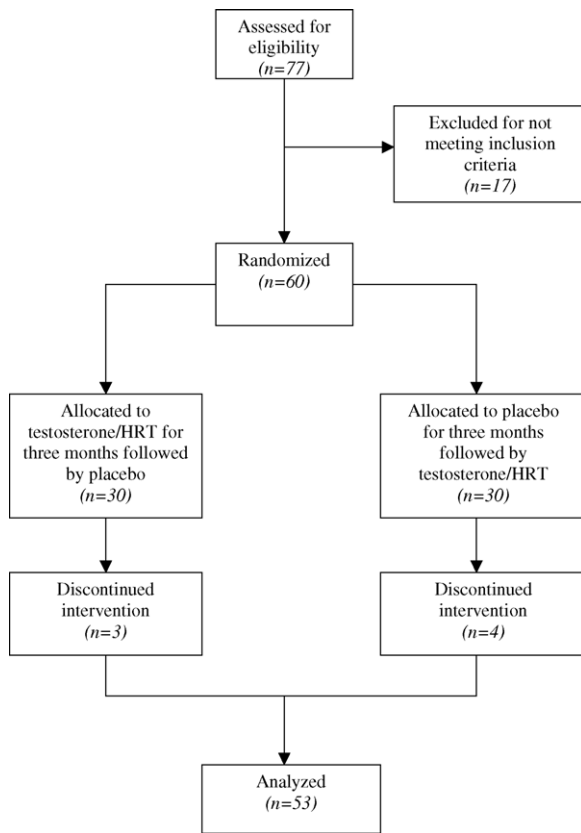 Assessed for
eligibility
(n=77)
Excluded for not
meeting inclusion
criteria
(n=17)
Randomized
(n=60)
Allocated to
testosterone/HRT for
three months followed
by placebo
(n=30)
Allocated to placebo
for three months
followed by
testosterone/HRT
(n=30)
Discontinued
intervention
(n=3)
Discontinued
intervention
(n=4)
Analyzed
(n=53)